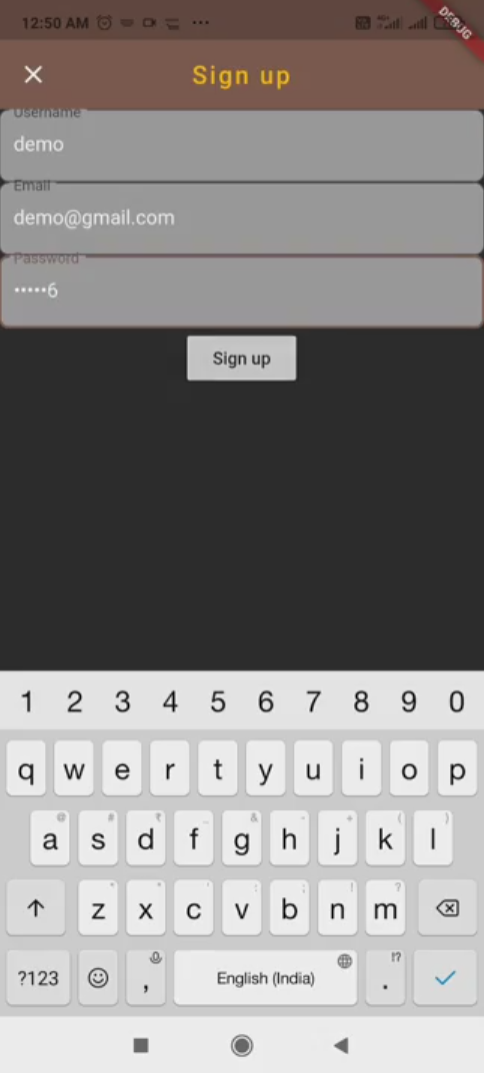 12:50 AM ...
DEBUG
Sign up
Username
demo
Email
demo@gmail.com
Password
•••••6
Sign up
1 2 3 4 5 6 7 8 9 0
q w e r t y u i o p
a s d f g h j k l
z x c v b n m
?123 , English (India) . !?